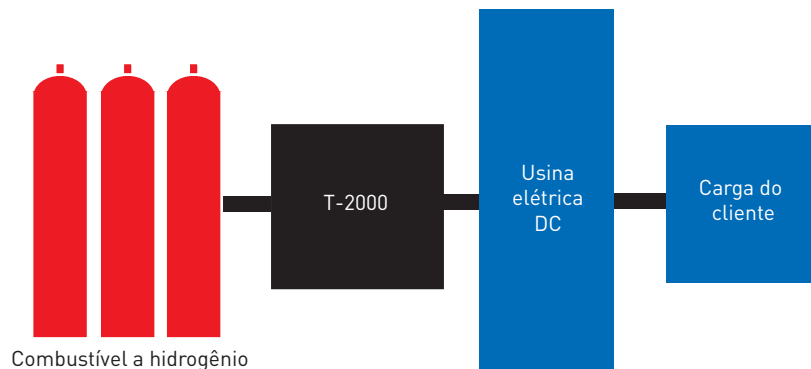 T-2000
Usina
elétrica
DC
Carga do
cliente
Combustível a hidrogênio